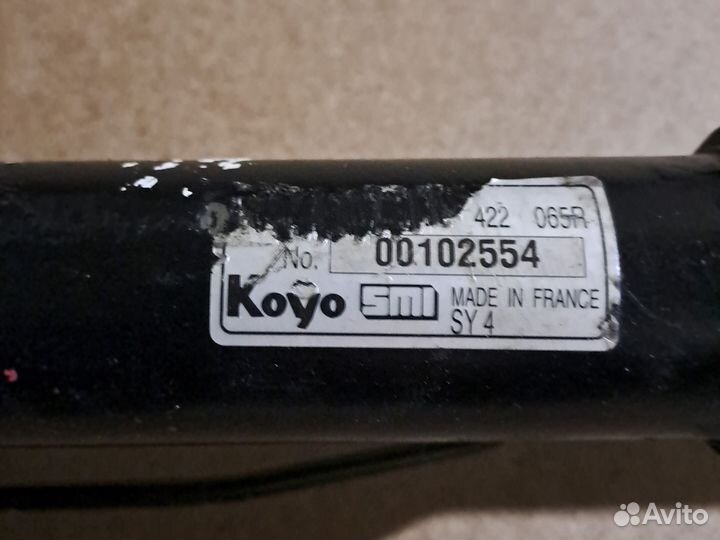 422 065R
No. 00102554
Koyo SMI MADE IN FRANCE
SY 4
Avito